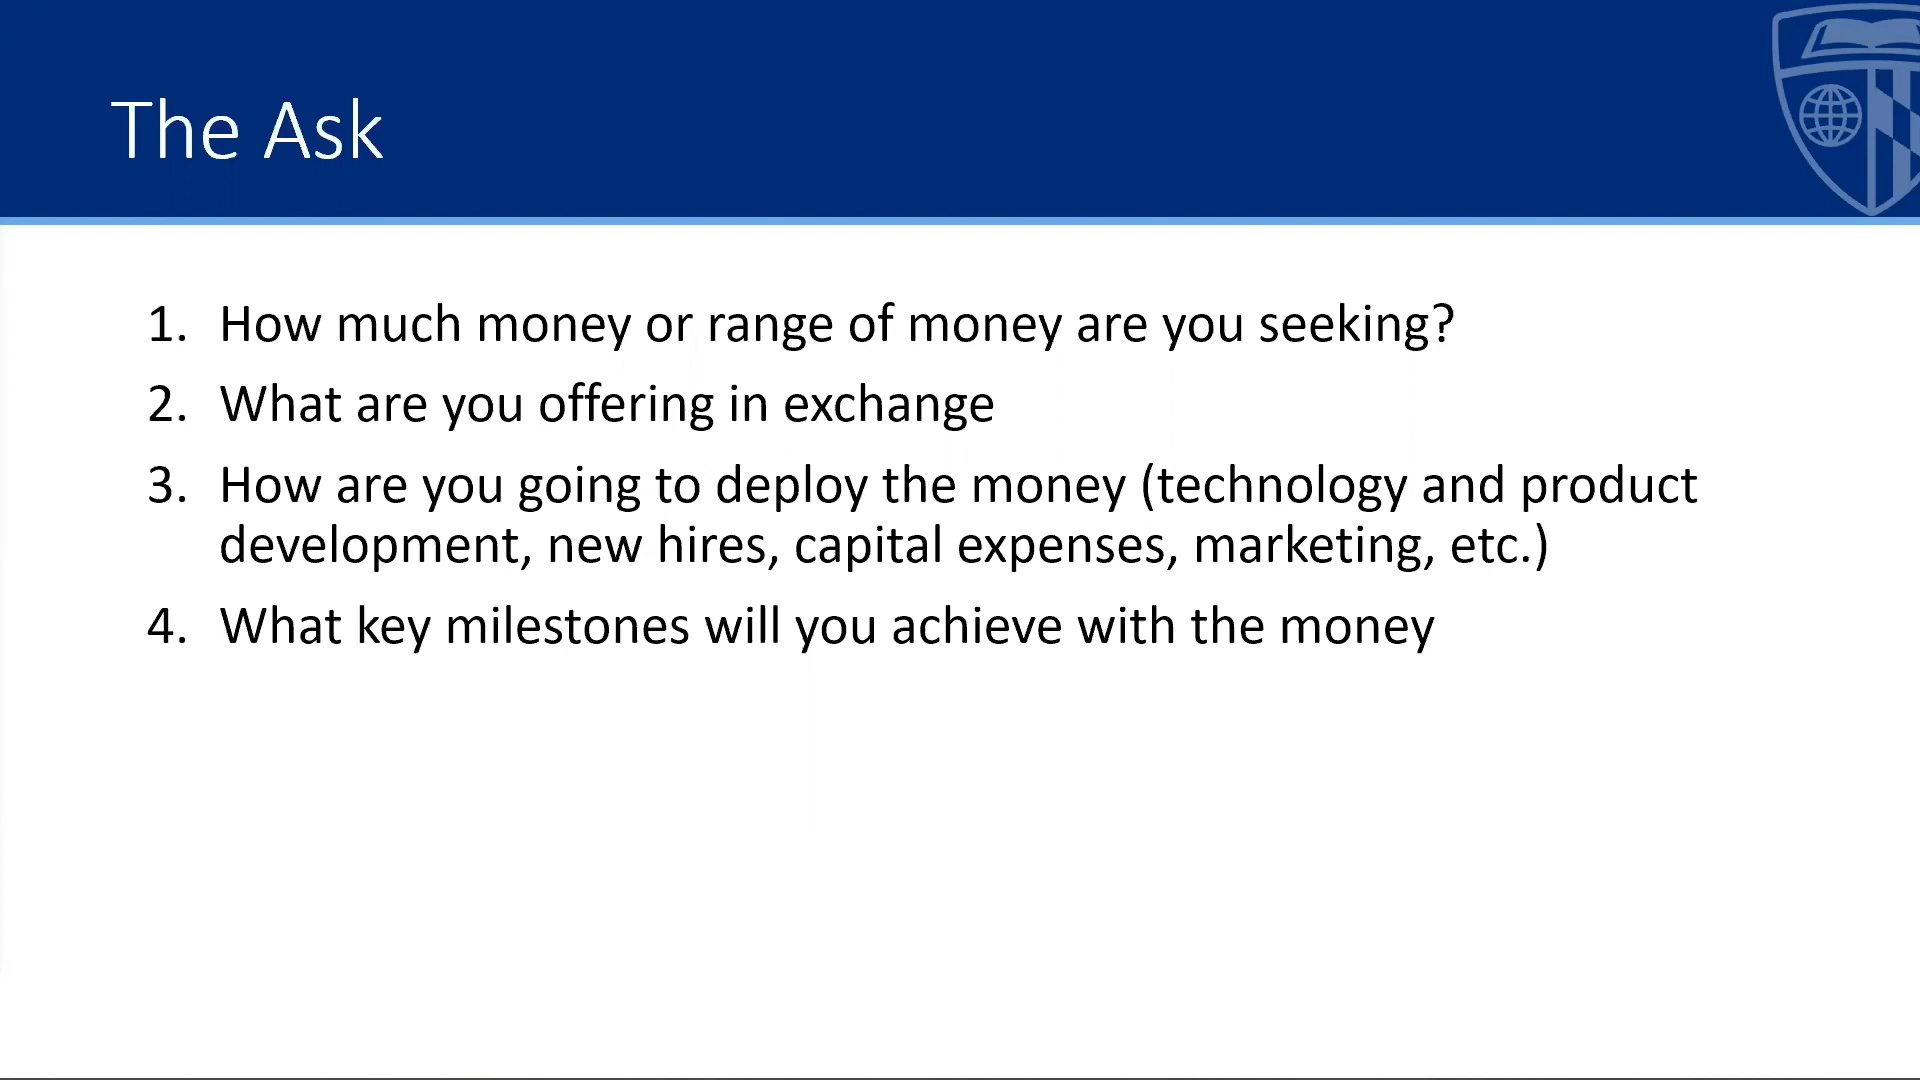 The Ask
1. How much money or range of money are you seeking?
2. What are you offering in exchange
3. How are you going to deploy the money (technology and product
development, new hires, capital expenses, marketing, etc.)
4. What key milestones will you achieve with the money